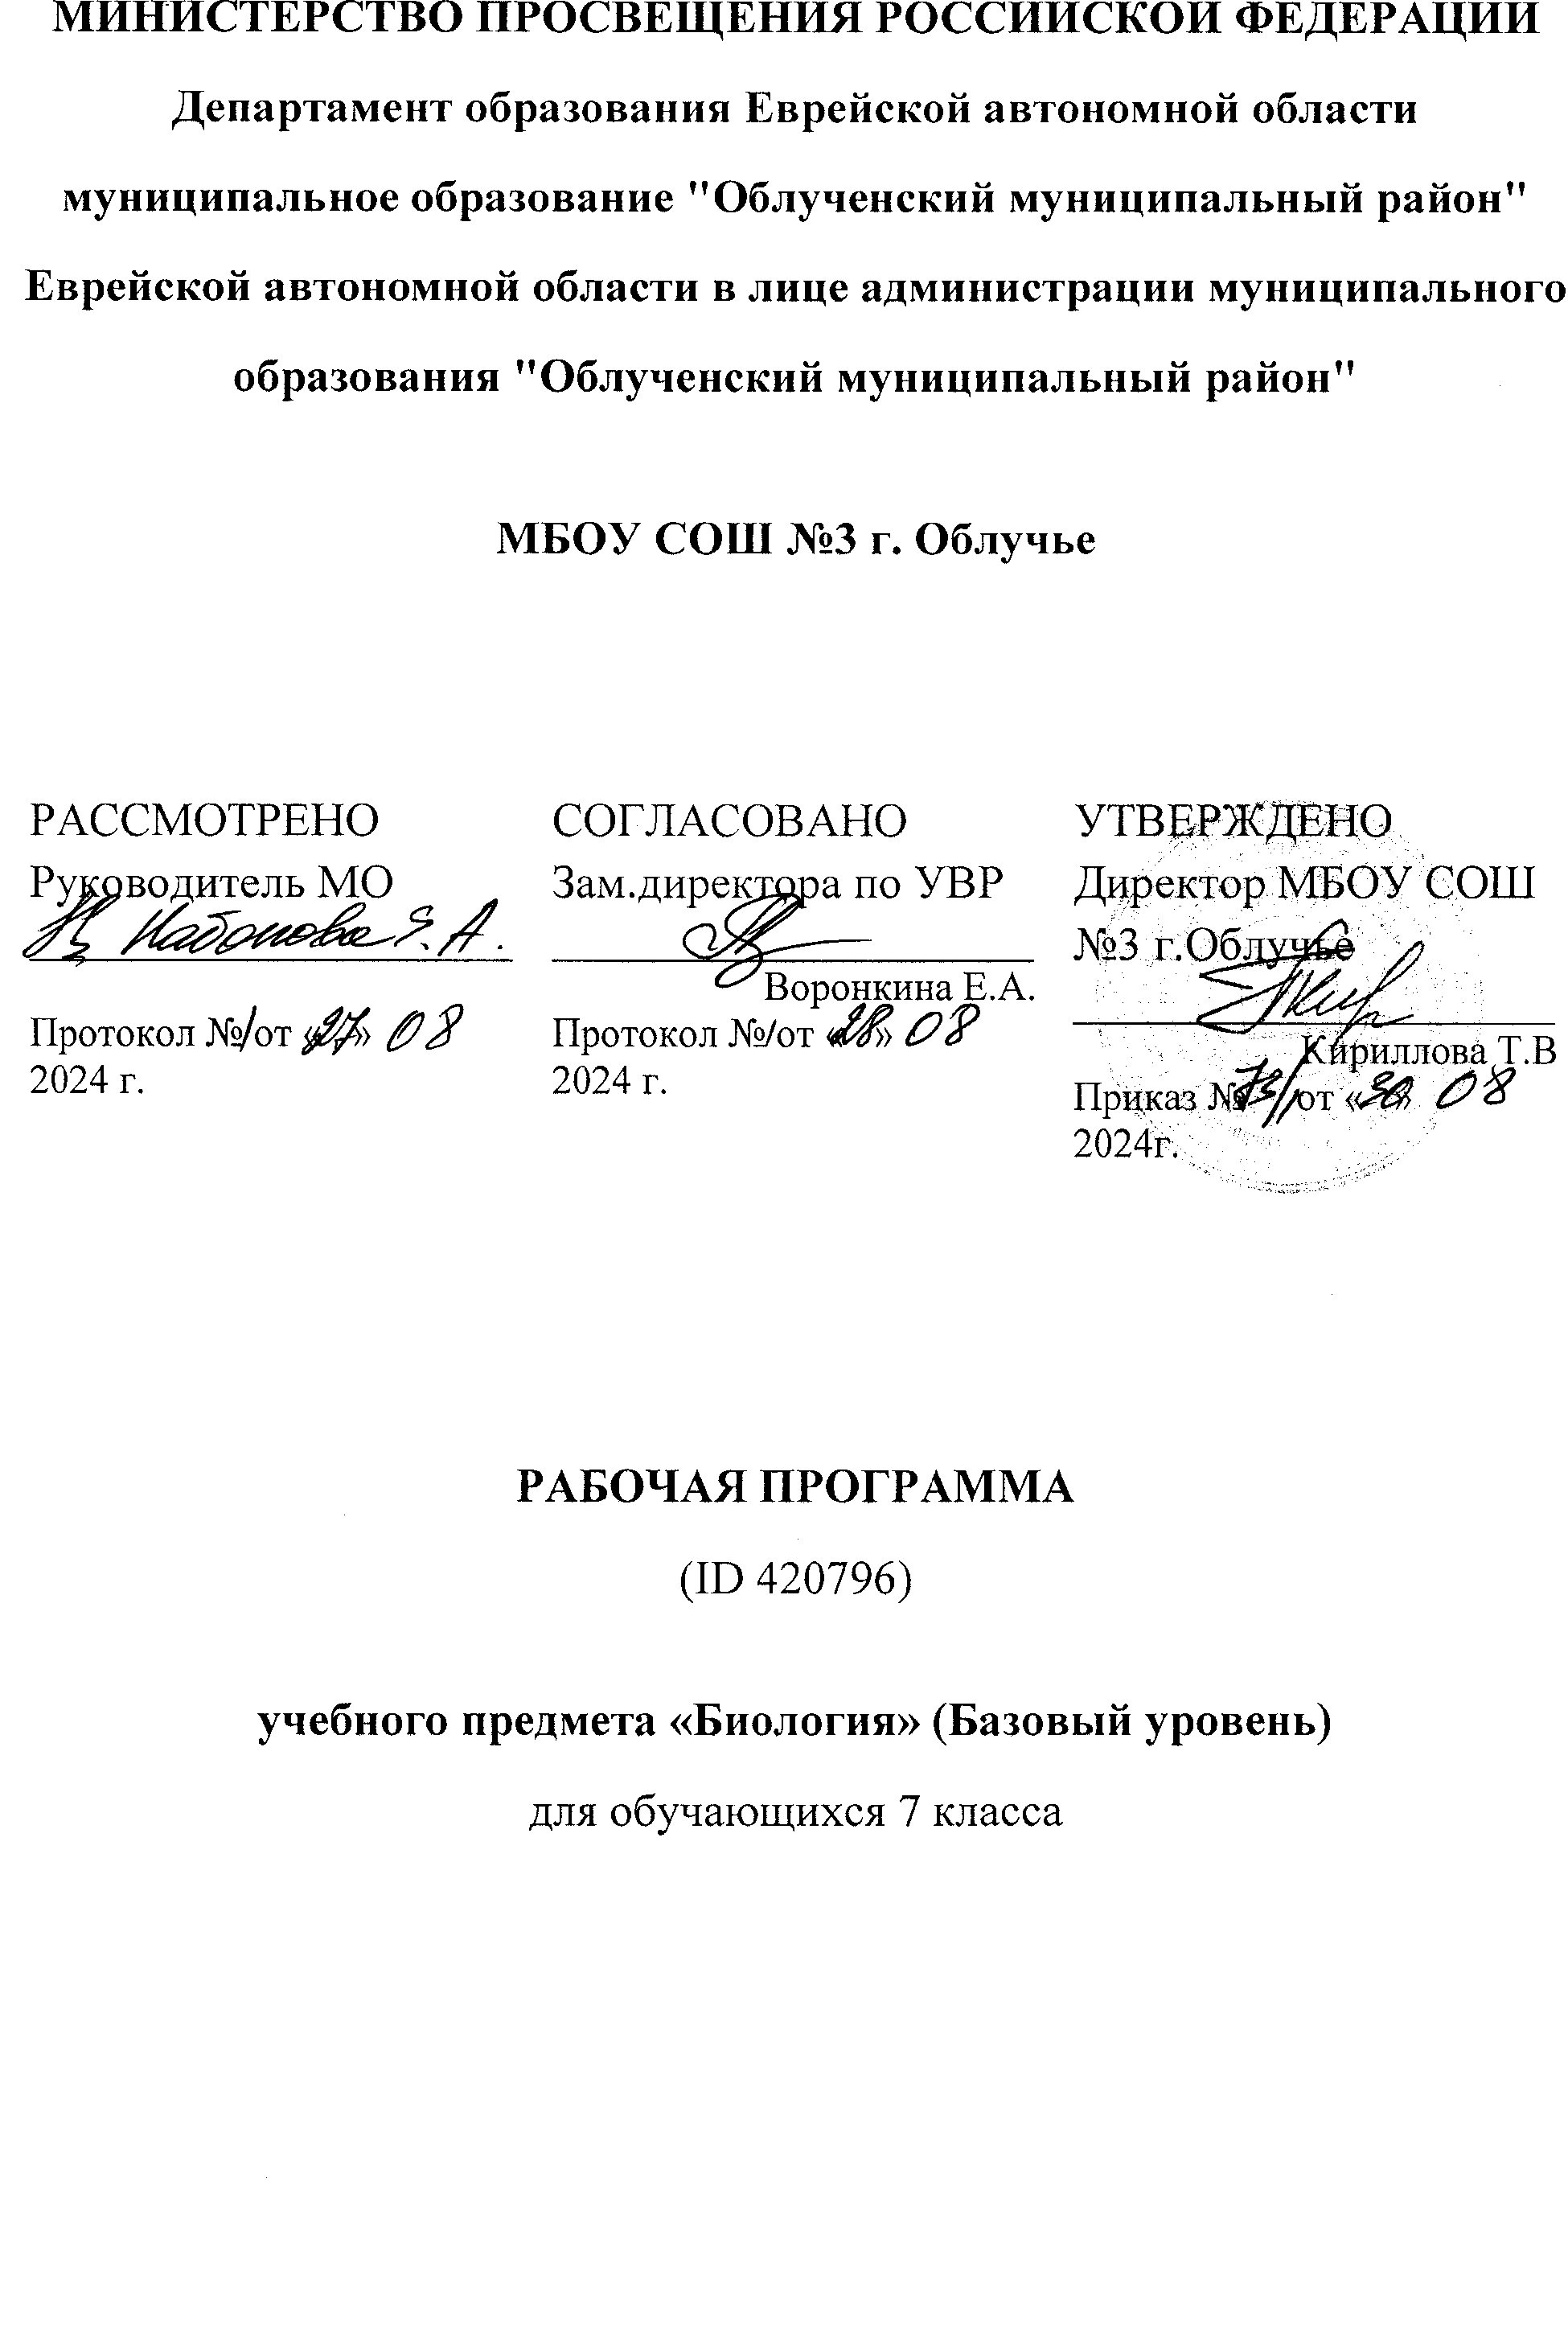 МИНИСТЕРСТВО ПРОСВЕЩЕНИЯ РОССИЙСКОЙ ФЕДЕРАЦИИ
Департамент образования Еврейской автономной области
муниципальное образование "Облученский муниципальный район"
Еврейской автономной области в лице администрации муниципального
образования "Облученский муниципальный район"
МБОУ СОШ №3 г. Облучье
РАССМОТРЕНО
Руководитель МО
Е.А.
Протокол №/от «27» 08
2024 г.
СОГЛАСОВАНО
Зам.директора по УВР
Воронкина Е.А.
Протокол №/от «28» 08
2024 г.
УТВЕРЖДЕНО
Директор МБОУ СОШ
№3 г.Облучье
Кириллова Т.В
Приказ № от «30» 08
2024г.
РАБОЧАЯ ПРОГРАММА
(ID 420796)
учебного предмета «Биология» (Базовый уровень)
для обучающихся 7 класса